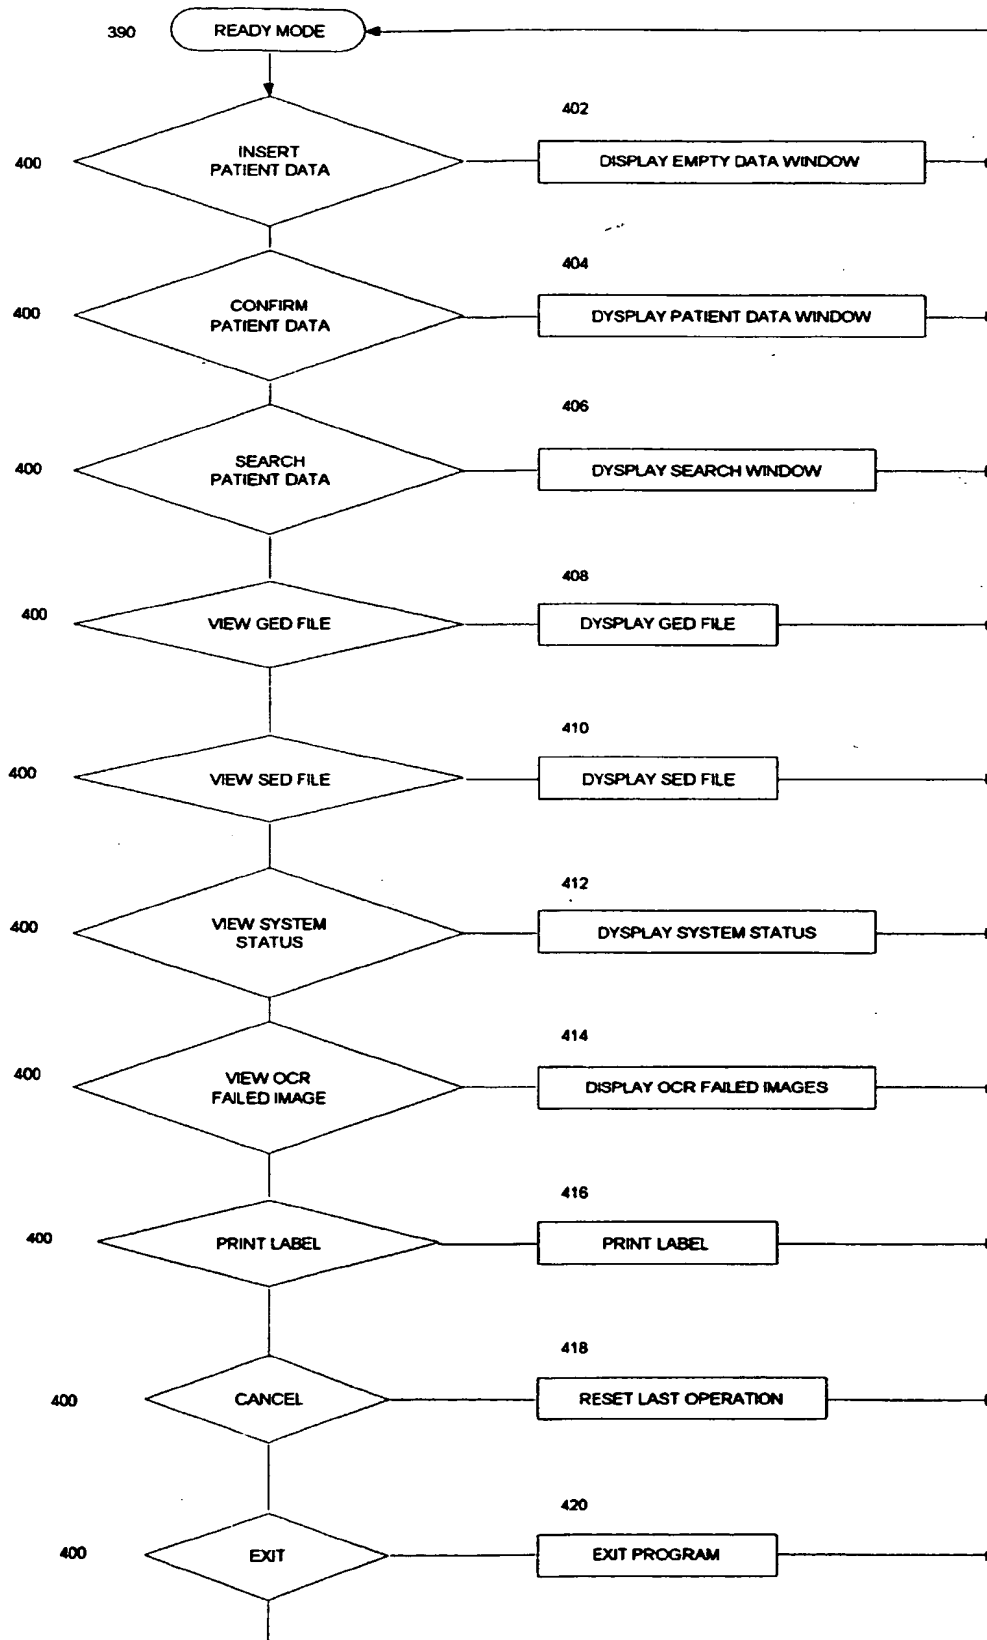 390
READY MODE
402
400
INSERT
PATIENT DATA
DISPLAY EMPTY DATA WINDOW
404
400
CONFIRM
PATIENT DATA
DYSPLAY PATIENT DATA WINDOW
406
400
SEARCH
PATIENT DATA
DYSPLAY SEARCH WINDOW
408
400
VIEW GED FILE
DYSPLAY GED FILE
410
400
VIEW SED FILE
DYSPLAY SED FILE
412
400
VIEW SYSTEM
STATUS
DYSPLAY SYSTEM STATUS
414
400
VIEW OCR
FAILED IMAGE
DISPLAY OCR FAILED IMAGES
416
400
PRINT LABEL
PRINT LABEL
418
400
CANCEL
RESET LAST OPERATION
420
400
EXIT
EXIT PROGRAM